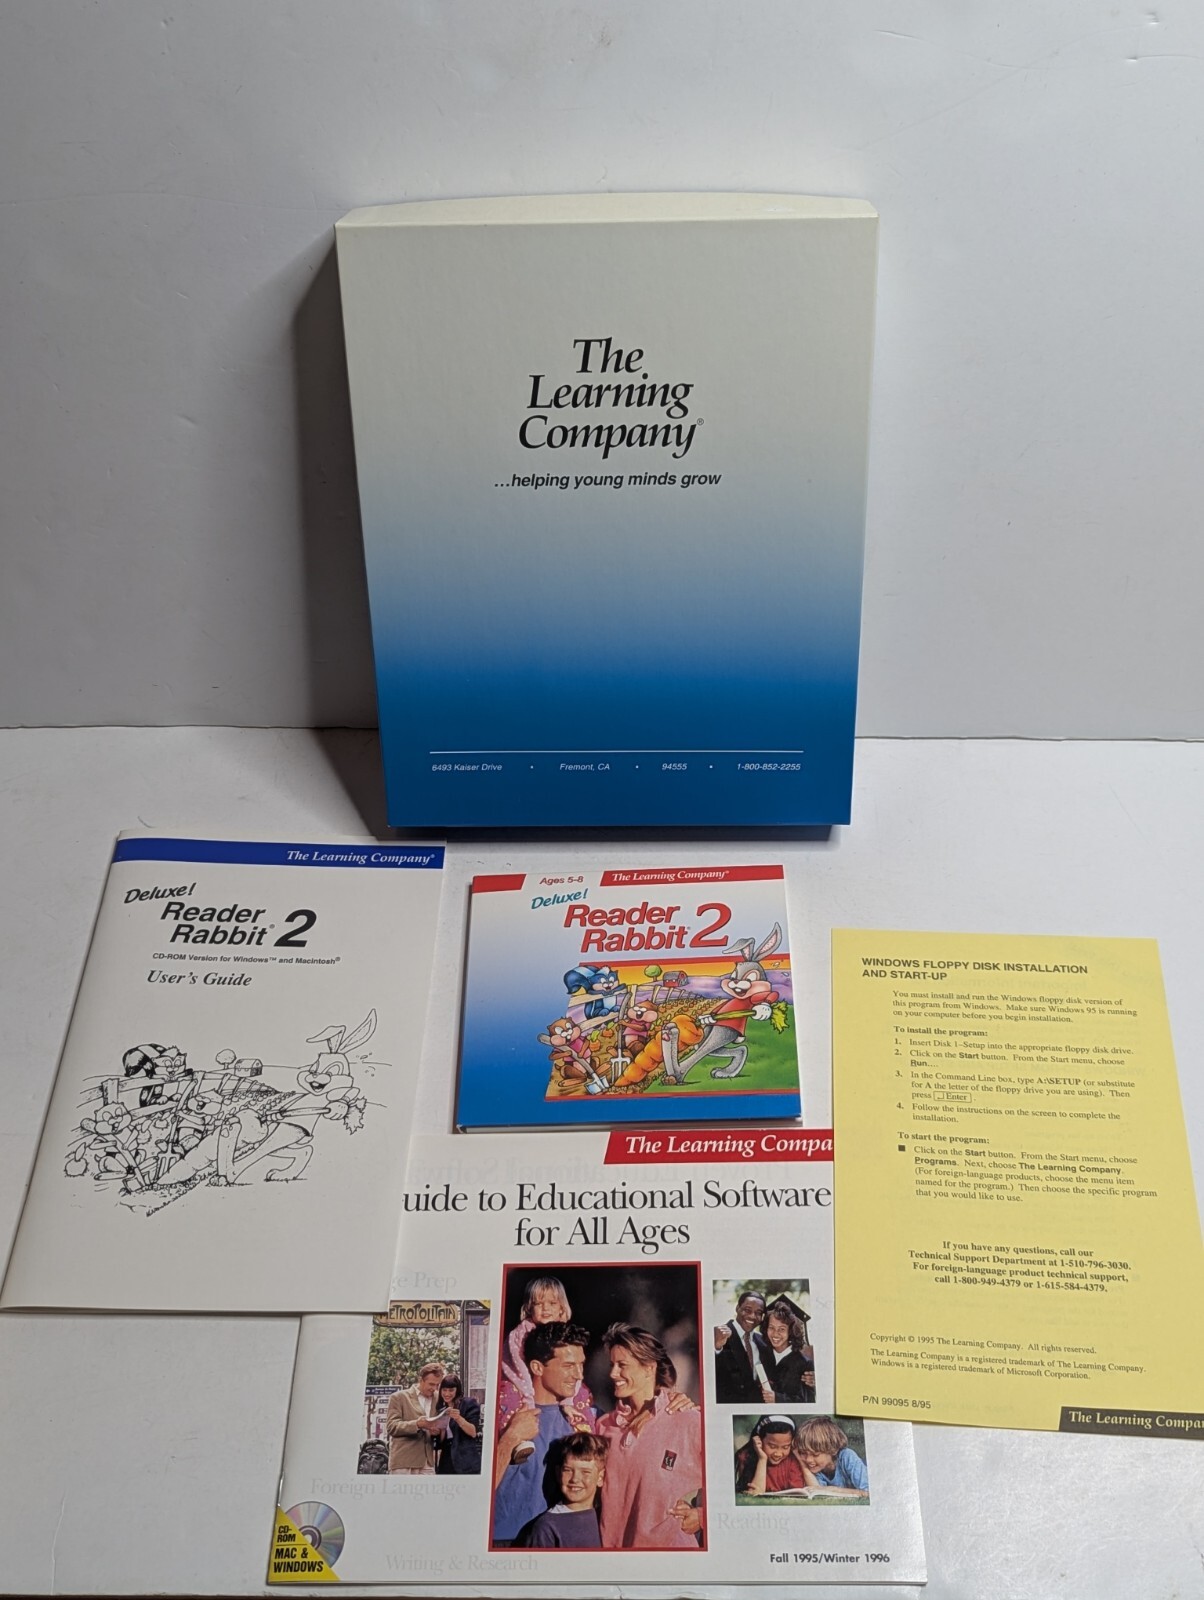 The
Learning
Company®
...helping young minds grow
6493 Kaiser Drive • Fremont, CA • 94555 • 1-800-852-2255
The Learning Company®
Deluxe!
Reader
Rabbit® 2
CD-ROM Version for Windows™ and Macintosh®
User's Guide
Ages 5-8
The Learning Company®
Deluxe!
Reader
Rabbit® 2
The Learning Compa
uide to Educational Software
for All Ages
e Prep
METROPOLITAIN
Foreign Language
Reading
Writing & Research
CD-
ROM
MAC &
WINDOWS
Fall 1995/Winter 1996
WINDOWS FLOPPY DISK INSTALLATION
AND START-UP
You must install and run the Windows floppy disk version of
this program from Windows. Make sure Windows 95 is running
on your computer before you begin installation.
To install the program:
1. Insert Disk 1–Setup into the appropriate floppy disk drive.
2. Click on the Start button. From the Start menu, choose
Run....
3. In the Command Line box, type A:\SETUP (or substitute
for A the letter of the floppy drive you are using). Then
press Enter.
4. Follow the instructions on the screen to complete the
installation.
To start the program:
■ Click on the Start button. From the Start menu, choose
Programs. Next, choose The Learning Company.
(For foreign-language products, choose the menu item
named for the program.) Then choose the specific program
that you would like to use.
If you have any questions, call our
Technical Support Department at 1-510-796-3030.
For foreign-language product technical support,
call 1-800-949-4379 or 1-615-584-4379.
Copyright © 1995 The Learning Company. All rights reserved.
The Learning Company is a registered trademark of The Learning Company.
Windows is a registered trademark of Microsoft Corporation.
P/N 99095 8/95
The Learning Compan